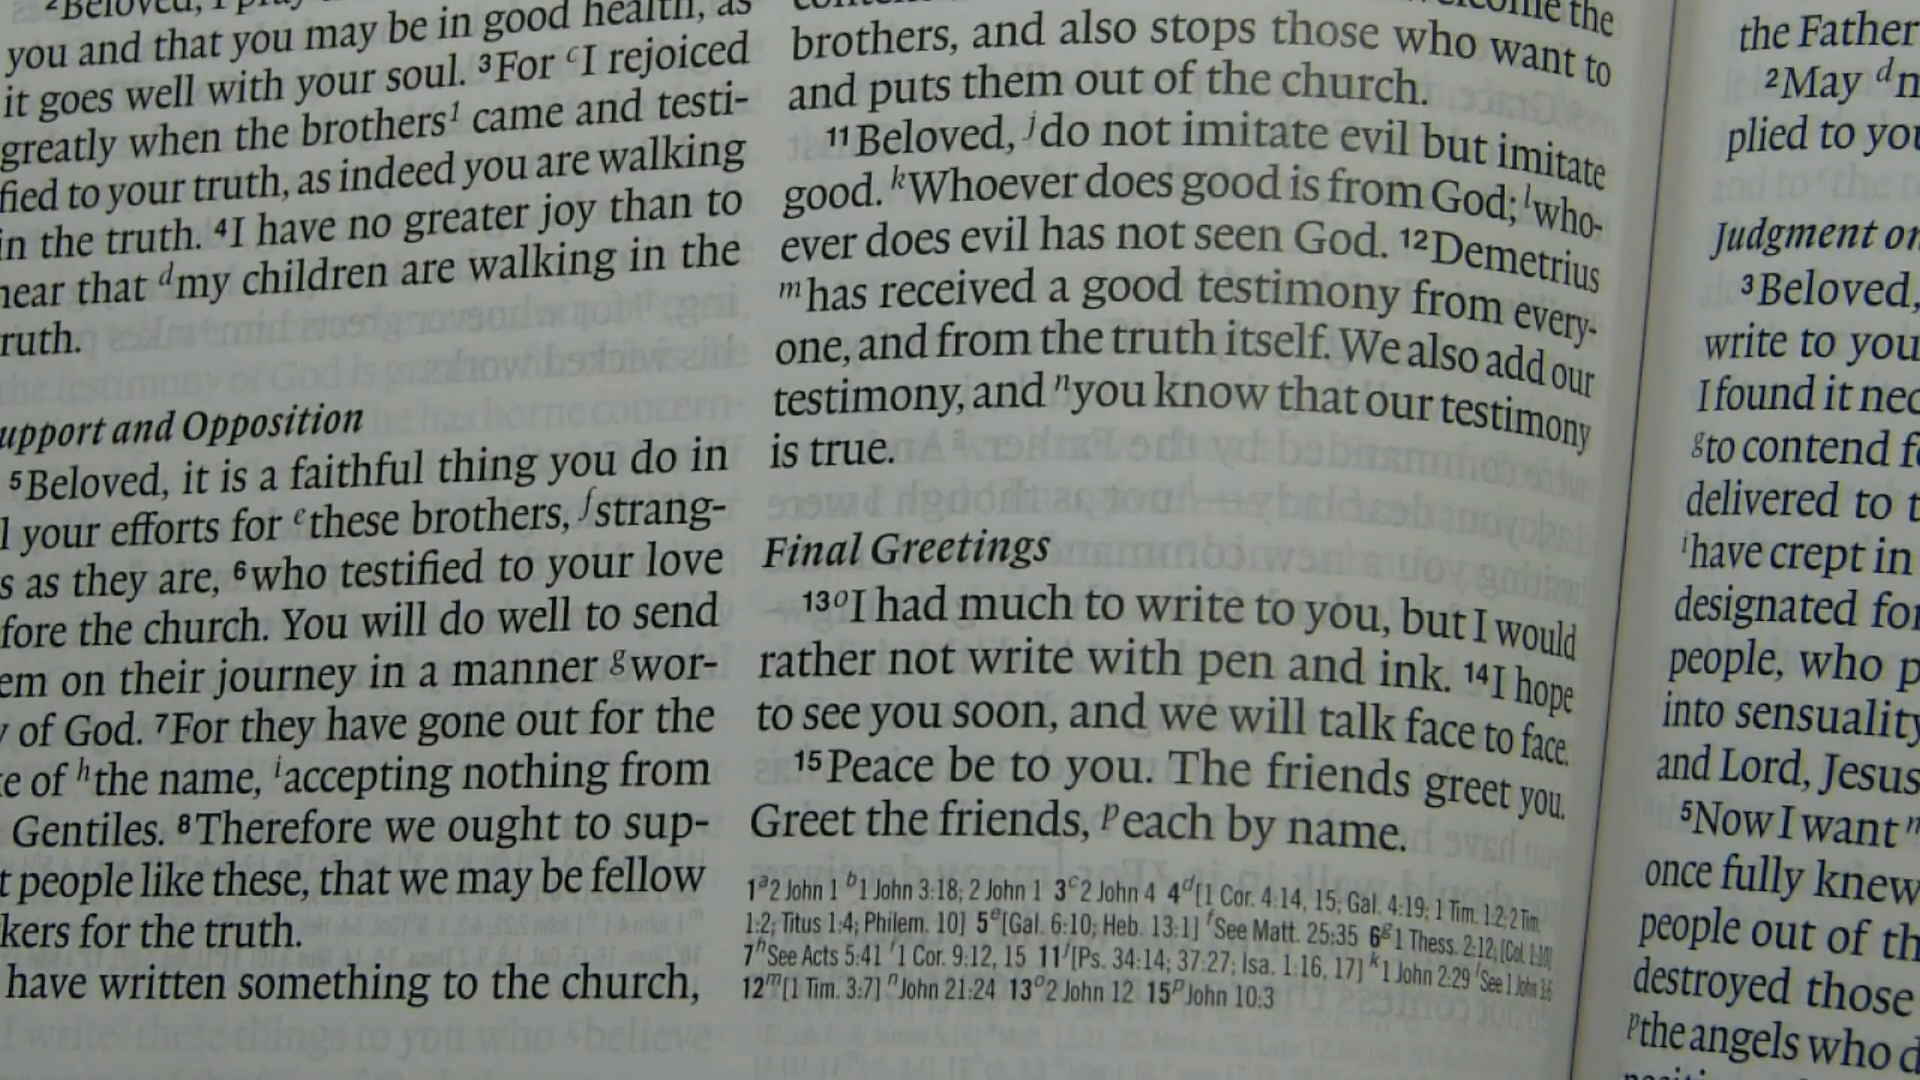 ²Beloved, I pray
you and that you may be in good health, as
it goes well with your soul. ³For ᶜI rejoiced
greatly when the brothers¹ came and testi-
fied to your truth, as indeed you are walking
in the truth. ⁴I have no greater joy than to
hear that ᵈmy children are walking in the
ruth.
upport and Opposition
⁵Beloved, it is a faithful thing you do in
l your efforts for ᵉthese brothers, ᶠstrang-
s as they are, ⁶who testified to your love
fore the church. You will do well to send
em on their journey in a manner ᵍwor-
y of God. ⁷For they have gone out for the
ke of ʰthe name, ⁱaccepting nothing from
Gentiles. ⁸Therefore we ought to sup-
t people like these, that we may be fellow
kers for the truth.
have written something to the church,
the
brothers, and also stops those who want to
and puts them out of the church.
¹¹Beloved, ʲdo not imitate evil but imitate
good. ᵏWhoever does good is from God; ˡwho-
ever does evil has not seen God. ¹²Demetrius
ᵐhas received a good testimony from every-
one, and from the truth itself. We also add our
testimony, and ⁿyou know that our testimony
is true.
Final Greetings
¹³ᵒI had much to write to you, but I would
rather not write with pen and ink. ¹⁴I hope
to see you soon, and we will talk face to face.
¹⁵Peace be to you. The friends greet you.
Greet the friends, ᵖeach by name.
1ᵃ2 John 1 ᵇ1 John 3:18; 2 John 1 3ᶜ2 John 4 4ᵈ[1 Cor. 4:14, 15; Gal. 4:19; 1 Tim. 1:2; 2 Tim.
1:2; Titus 1:4; Philem. 10] 5ᵉ[Gal. 6:10; Heb. 13:1] ᶠSee Matt. 25:35 6ᵍ1 Thess. 2:12; [Col. 1:10]
7ʰSee Acts 5:41 ⁱ1 Cor. 9:12, 15 11ʲ[Ps. 34:14; 37:27; Isa. 1:16, 17] ᵏ1 John 2:29 ˡSee 1 John 3:6
12ᵐ[1 Tim. 3:7] ⁿJohn 21:24 13ᵒ2 John 12 15ᵖJohn 10:3
the Father
²May ᵈm
plied to you
Judgment on
³Beloved,
write to you
I found it nec
ᵍto contend fo
delivered to t
ⁱhave crept in
designated for
people, who p
into sensuality
and Lord, Jesus
⁵Now I want ⁿ
once fully knew
people out of th
destroyed those
ᵖthe angels who d